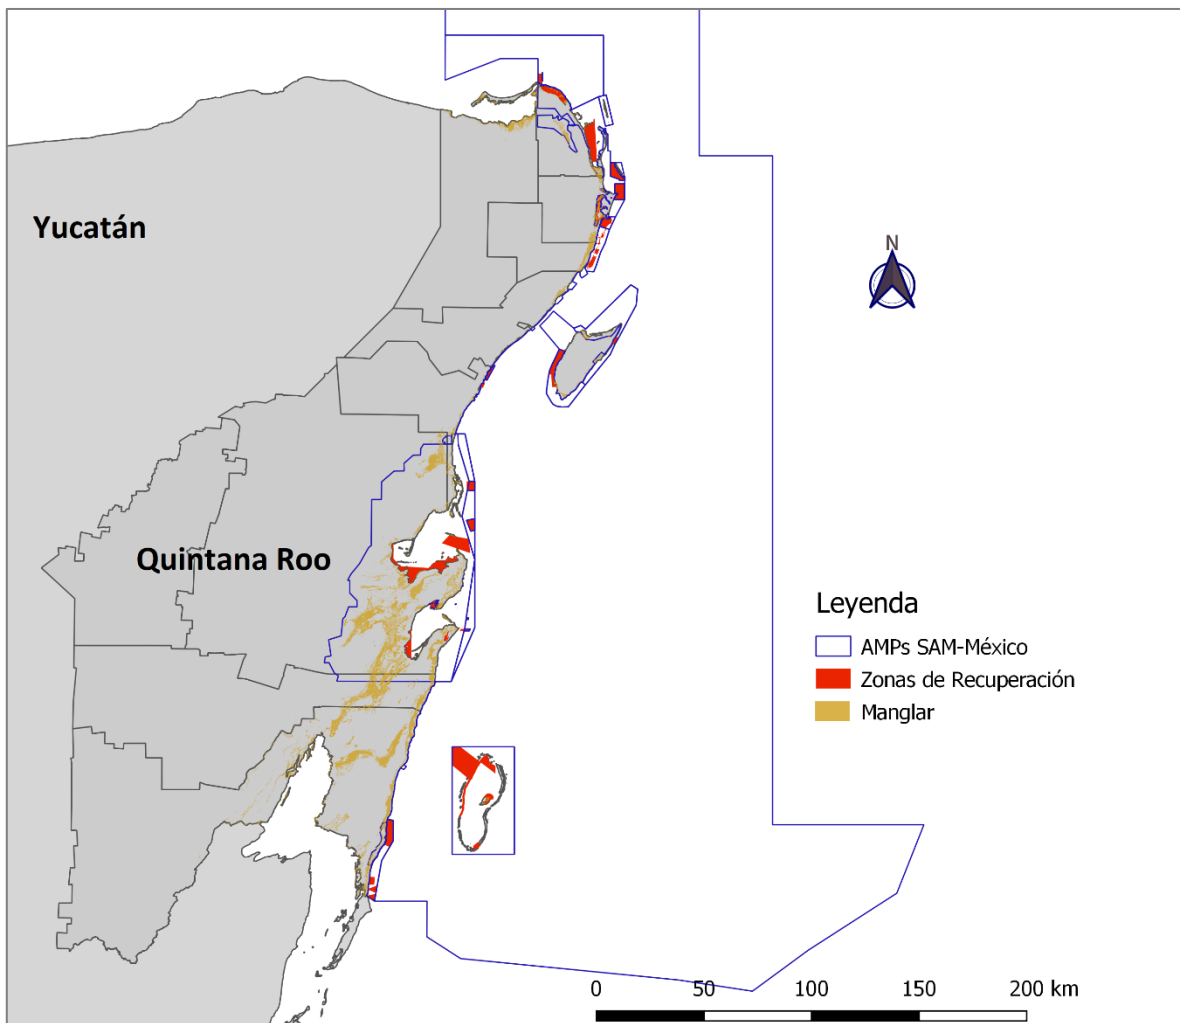 Yucatán
N
Quintana Roo
Leyenda
AMPs SAM-México
Zonas de Recuperación
Manglar
0 50 100 150 200 km